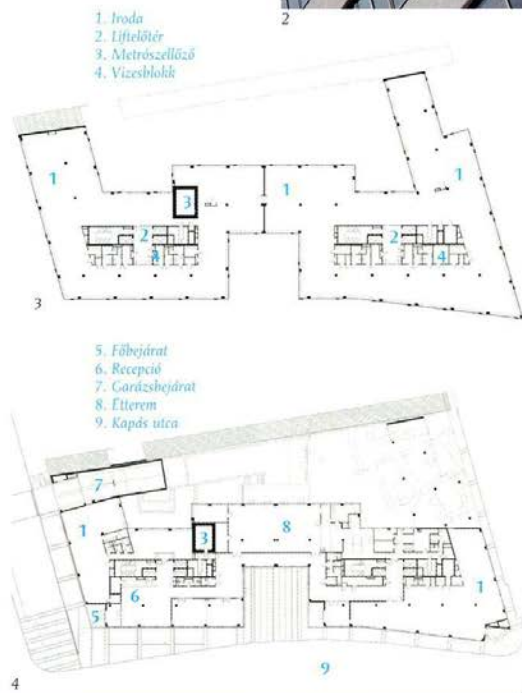 2
1. Iroda
2. Liftelőtér
3. Metrószellőző
4. Vizesblokk
1
1
1
3
2
2
4
4
3
5. Főbejárat
6. Recepció
7. Garázsbejárat
8. Étterem
9. Kapás utca
7
1
3
8
6
1
5
9
4